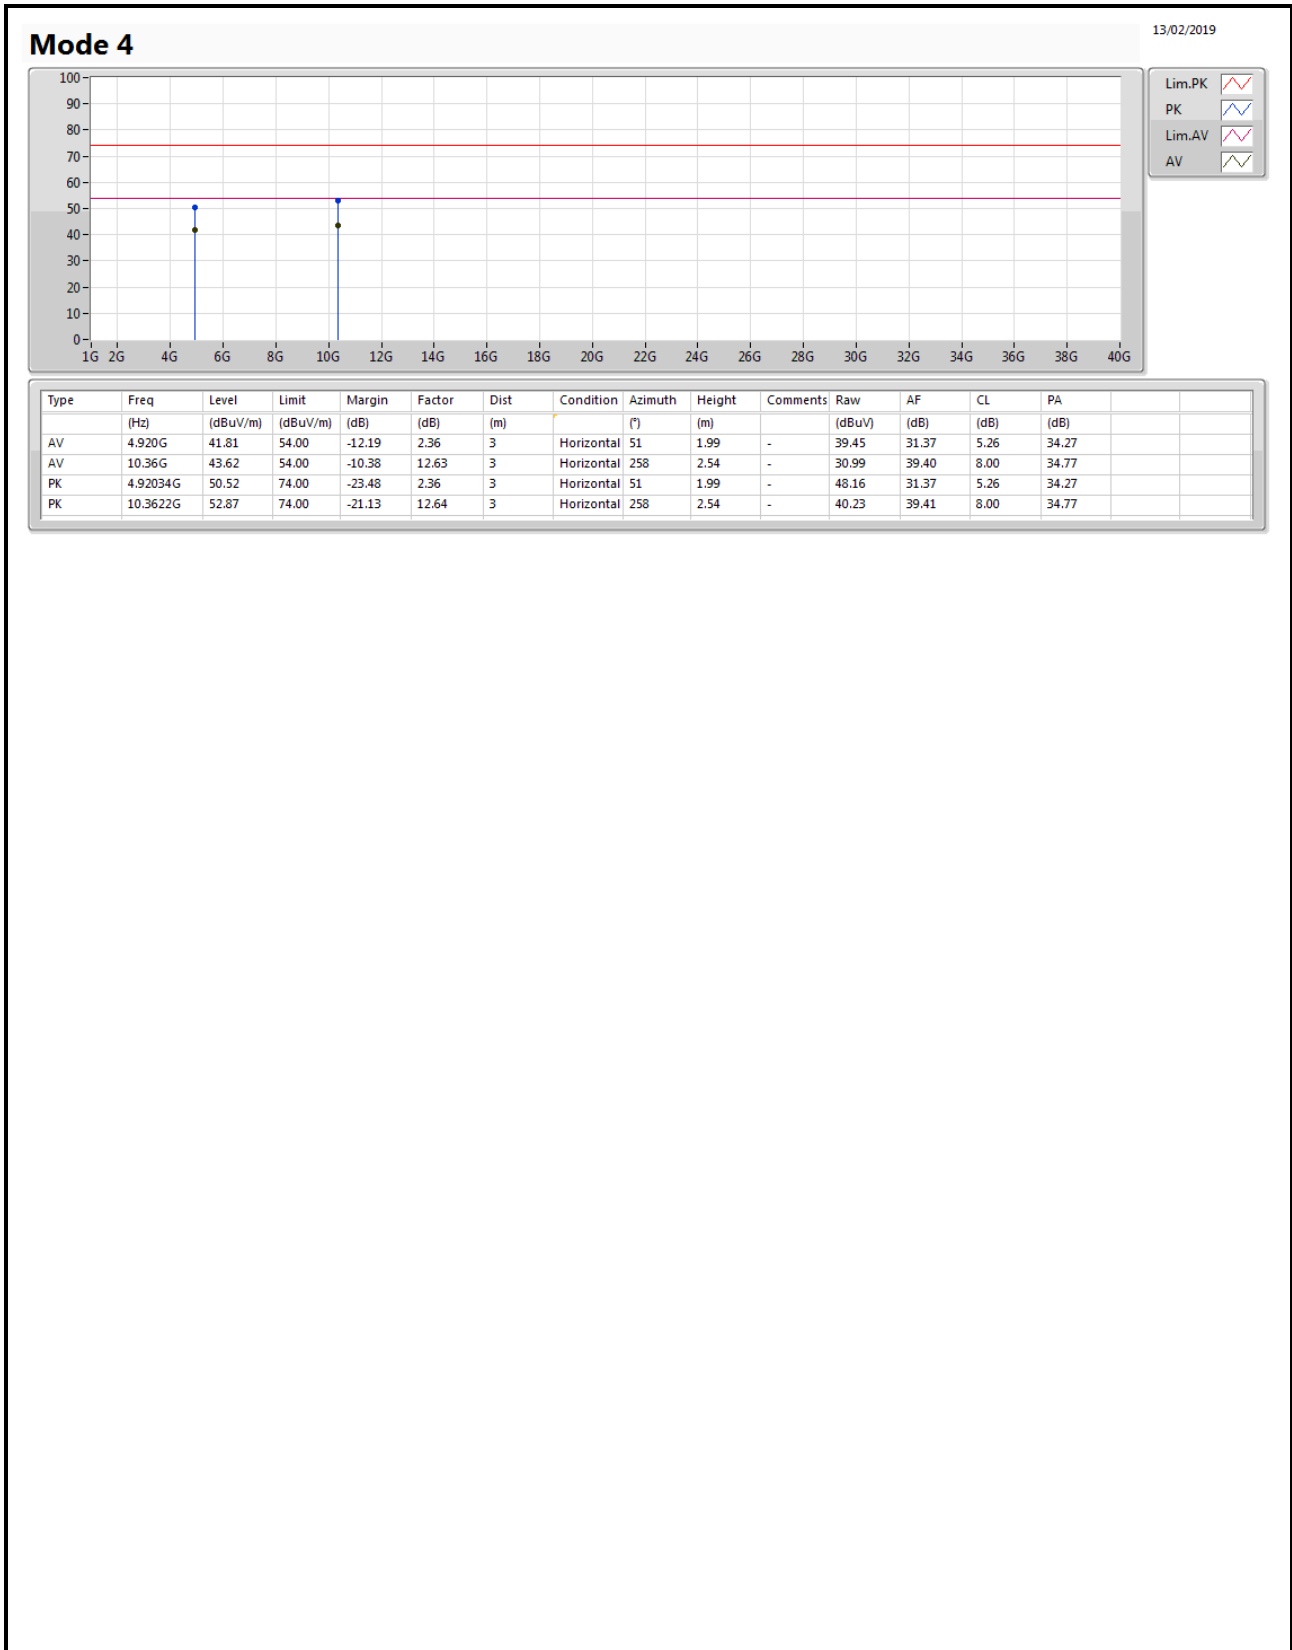 13/02/2019
Mode 4
Lim.PK
PK
Lim.AV
AV
100
90
80
70
60
50
40
30
20
10
0
1G 2G 4G 6G 8G 10G 12G 14G 16G 18G 20G 22G 24G 26G 28G 30G 32G 34G 36G 38G 40G
Type Freq Level Limit Margin Factor Dist Condition Azimuth Height Comments Raw AF CL PA
(Hz) (dBuV/m) (dBuV/m) (dB) (dB) (m) (°) (m) (dBuV) (dB) (dB) (dB)
AV 4.920G 41.81 54.00 -12.19 2.36 3 Horizontal 51 1.99 - 39.45 31.37 5.26 34.27
AV 10.36G 43.62 54.00 -10.38 12.63 3 Horizontal 258 2.54 - 30.99 39.40 8.00 34.77
PK 4.92034G 50.52 74.00 -23.48 2.36 3 Horizontal 51 1.99 - 48.16 31.37 5.26 34.27
PK 10.3622G 52.87 74.00 -21.13 12.64 3 Horizontal 258 2.54 - 40.23 39.41 8.00 34.77